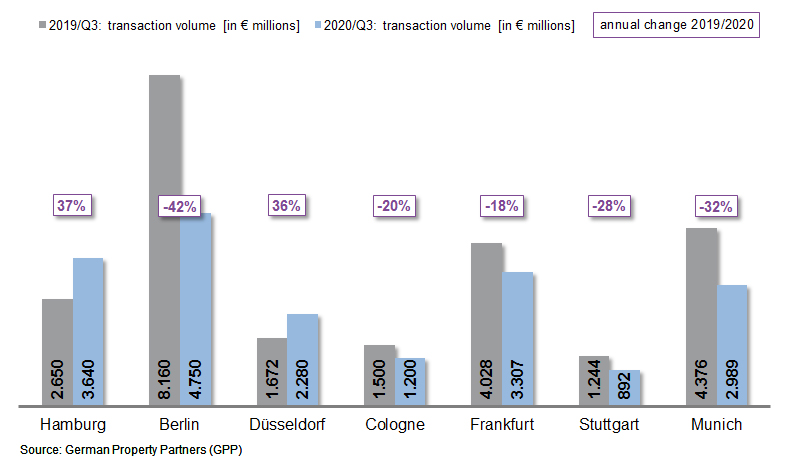 2019/Q3: transaction volume [in € millions] 2020/Q3: transaction volume [in € millions] annual change 2019/2020
37% -42% 36% -20% -18% -28% -32%
2.650 3.640 8.160 4.750 1.672 2.280 1.500 1.200 4.028 3.307 1.244 892 4.376 2.989
Hamburg Berlin Düsseldorf Cologne Frankfurt Stuttgart Munich
Source: German Property Partners (GPP)